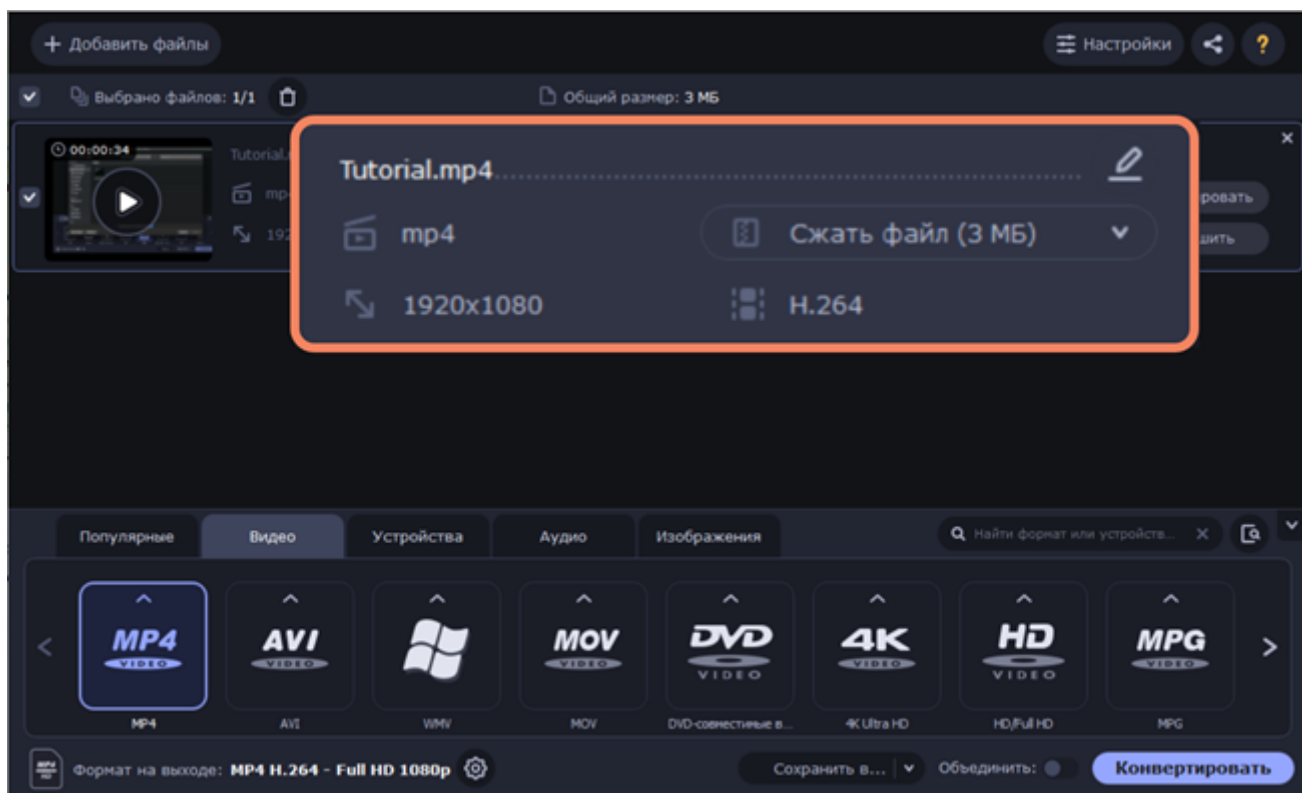 + Добавить файлы
Настройки
?
Выбрано файлов: 1/1
Общий размер: 3 МБ
00:00:34
Tutorial.mp4
mp4
Сжать файл (3 МБ)
1920x1080
H.264
Популярные
Видео
Устройства
Аудио
Изображения
Найти формат или устройств...
MP4 VIDEO
AVI VIDEO
MOV VIDEO
DVD VIDEO
4K VIDEO
HD VIDEO
MPG VIDEO
MP4
AVI
WMV
MOV
DVD-совместимые в...
4K Ultra HD
HD/Full HD
MPG
Формат на выходе: MP4 H.264 - Full HD 1080p
Сохранить в...
Объединить:
Конвертировать